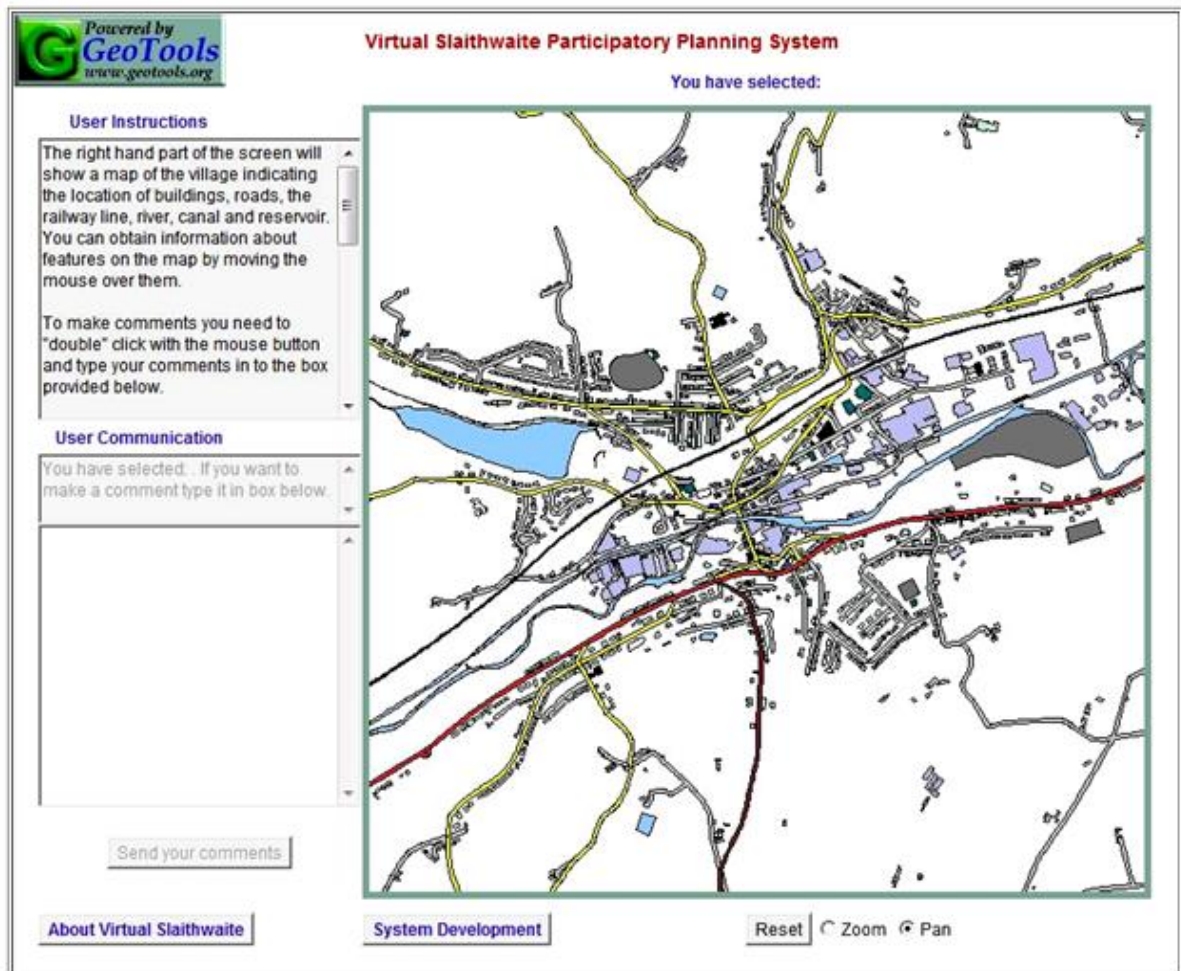 Powered by
GeoTools
www.geotools.org
Virtual Slaithwaite Participatory Planning System
You have selected:
User Instructions
The right hand part of the screen will
show a map of the village indicating
the location of buildings, roads, the
railway line, river, canal and reservoir.
You can obtain information about
features on the map by moving the
mouse over them.
To make comments you need to
"double" click with the mouse button
and type your comments in to the box
provided below.
User Communication
You have selected; . If you want to
make a comment type it in box below.
Send your comments
About Virtual Slaithwaite
System Development
Reset
Zoom
Pan